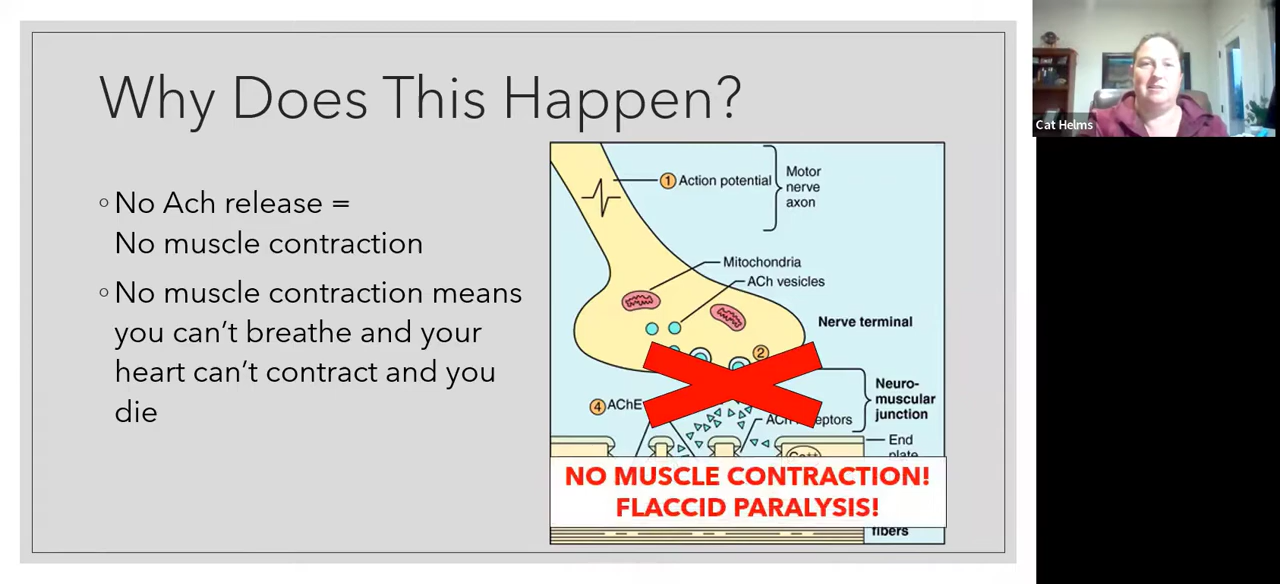 Why Does This Happen?
No Ach release =
No muscle contraction
No muscle contraction means
you can't breathe and your
heart can't contract and you
die
1 Action potential
Motor
nerve
axon
Mitochondria
ACh vesicles
Nerve terminal
2
4 AChE
Neuro-
muscular
junction
End
NO MUSCLE CONTRACTION!
FLACCID PARALYSIS!
fibers
Cat Helms